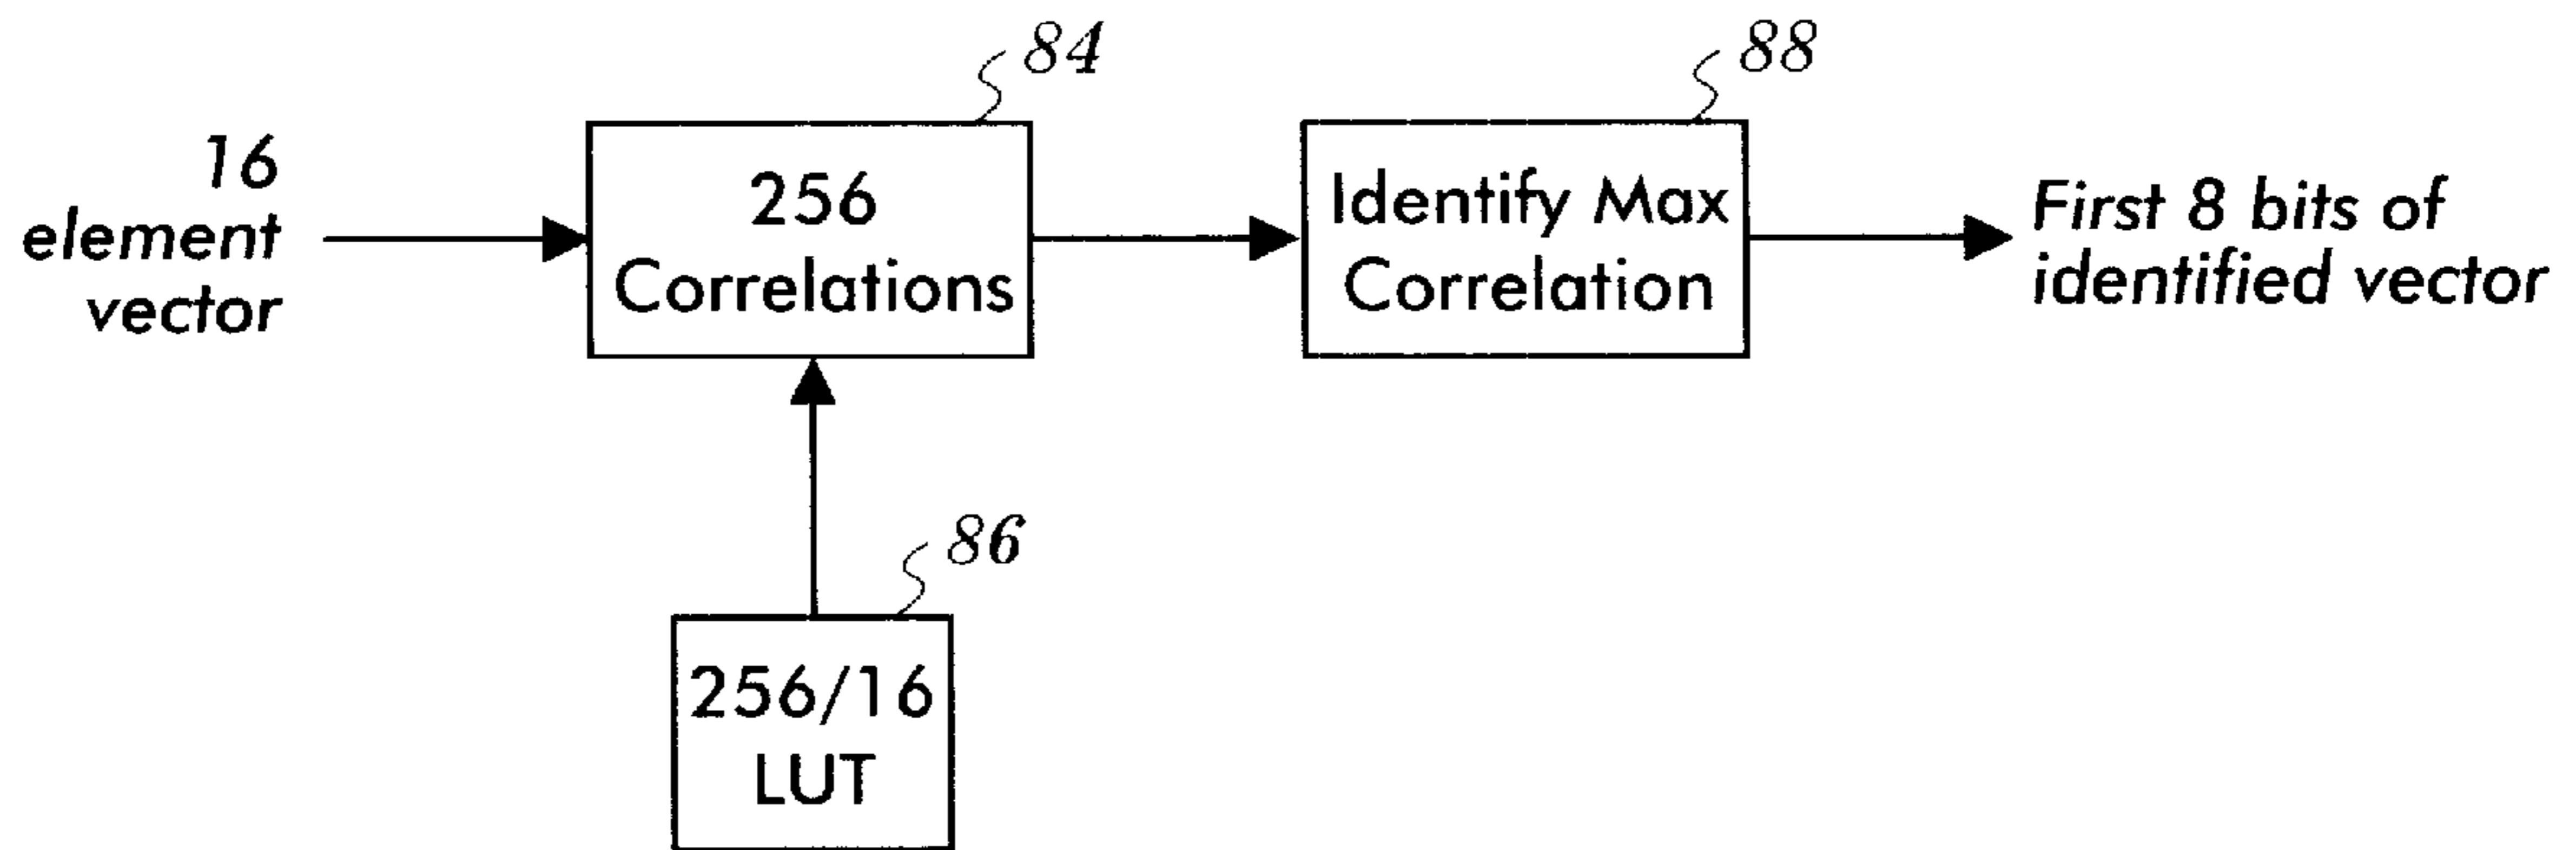 84
88
16
element
vector
256
Correlations
Identify Max
Correlation
First 8 bits of
identified vector
86
256/16
LUT